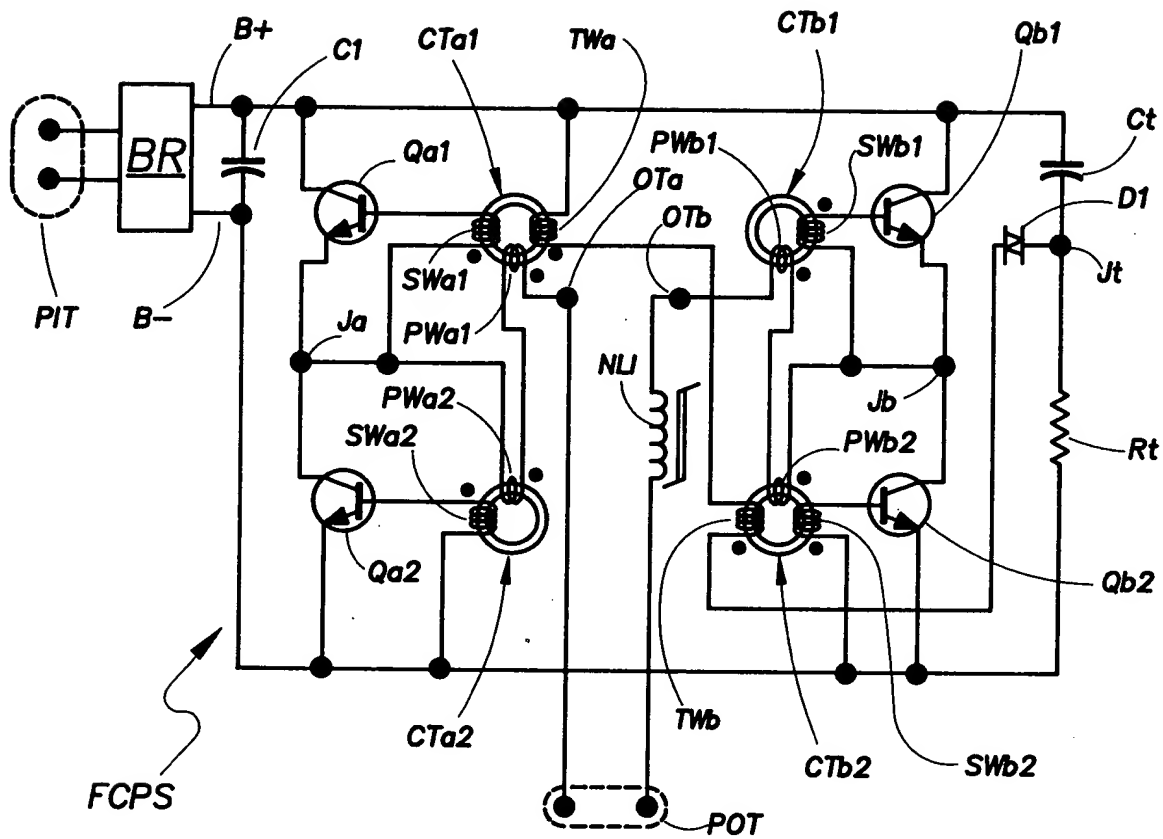 B+
C1
CTa1
TWa
CTb1
Qb1
Ct
BR
Qa1
PWb1
SWb1
OTa
OTb
D1
SWa1
Jt
PIT
B-
Ja
PWa1
NLI
PWa2
Jb
SWa2
PWb2
Rt
Qa2
Qb2
TWb
CTa2
CTb2
SWb2
FCPS
POT